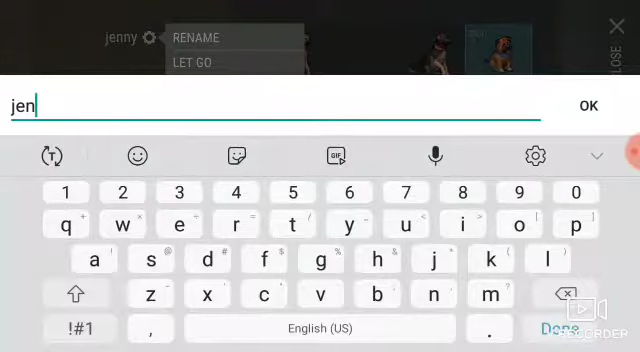 jenny
RENAME
LET GO
CLOSE
jen
OK
T
GIF
1 2 3 4 5 6 7 8 9 0
q + w × e ÷ r = t / y _ u < i > o [ p ]
a ! s @ d # f $ g % h & j * k ( l )
z - x ' c " v : b ; n , m ?
!#1 , English (US) . Done
RECORDER